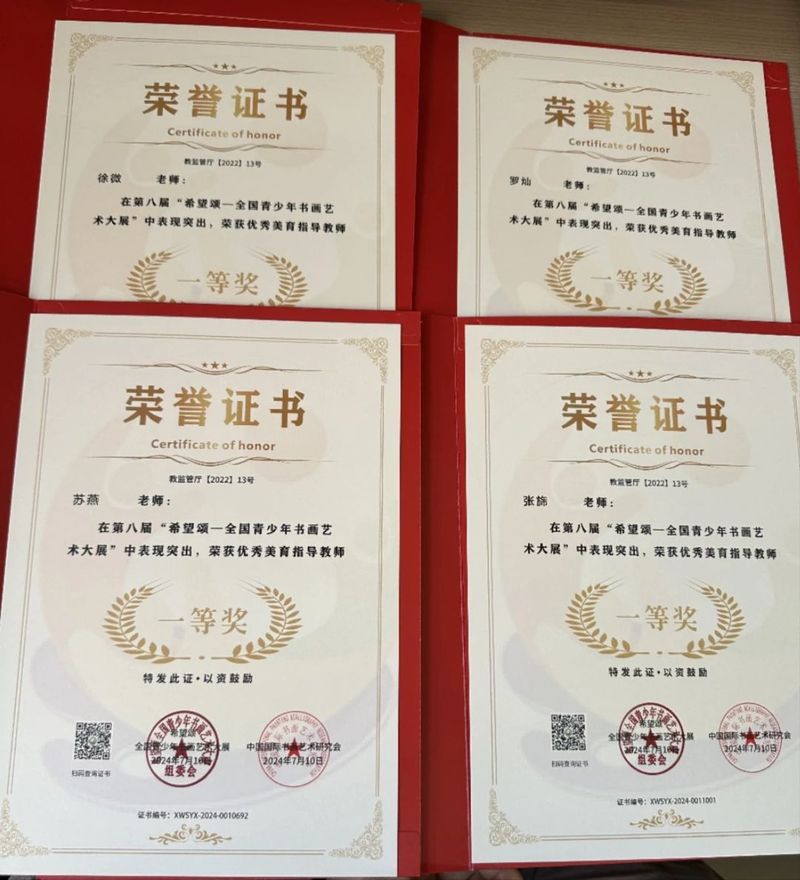 荣誉证书
Certificate of honor
教监管厅【2022】13号
徐微 老师：
在第八届“希望颂—全国青少年书画艺
术大展”中表现突出，荣获优秀美育指导教师
一等奖
荣誉证书
Certificate of honor
教监管厅【2022】13号
罗灿 老师：
在第八届“希望颂—全国青少年书画艺
术大展”中表现突出，荣获优秀美育指导教师
一等奖
荣誉证书
Certificate of honor
教监管厅【2022】13号
苏燕 老师：
在第八届“希望颂—全国青少年书画艺
术大展”中表现突出，荣获优秀美育指导教师
一等奖
特发此证·以资鼓励
希望颂
全国青少年书画艺术大展
2024年7月10日
组委会
中国国际书画艺术研究会
2024年7月10日
扫码查询证书
证书编号：XWSYX-2024-0010692
荣誉证书
Certificate of honor
教监管厅【2022】13号
张旆 老师：
在第八届“希望颂—全国青少年书画艺
术大展”中表现突出，荣获优秀美育指导教师
一等奖
特发此证·以资鼓励
希望颂
全国青少年书画艺术大展
2024年7月10日
组委会
中国国际书画艺术研究会
2024年7月10日
扫码查询证书
证书编号：XWSYX-2024-0011001